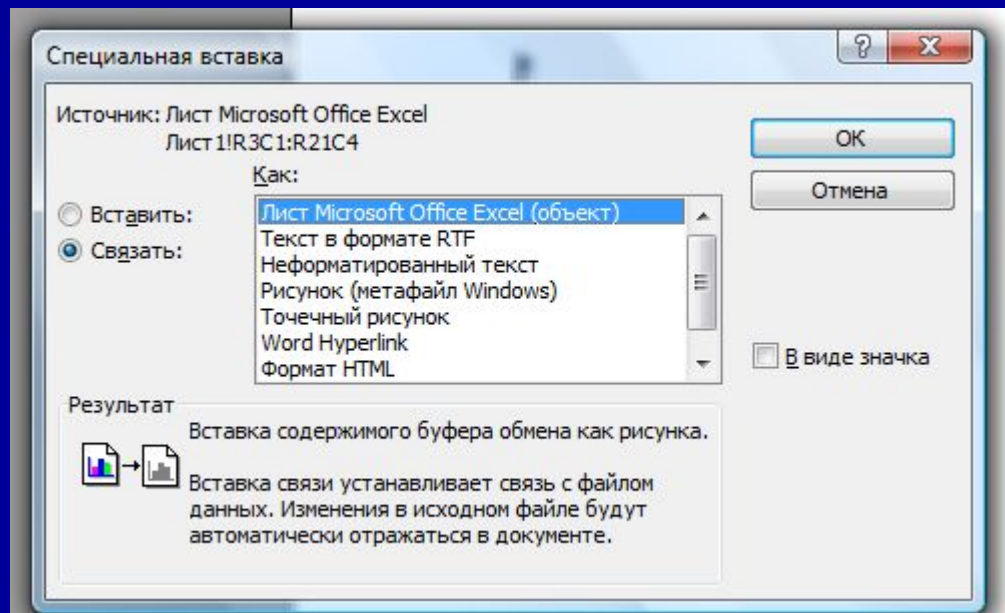 Специальная вставка
Источник: Лист Microsoft Office Excel
Лист1!R3C1:R21C4
Как:
Вставить:
Связать:
Лист Microsoft Office Excel (объект)
Текст в формате RTF
Неформатированный текст
Рисунок (метафайл Windows)
Точечный рисунок
Word Hyperlink
Формат HTML
ОК
Отмена
В виде значка
Результат
Вставка содержимого буфера обмена как рисунка.
Вставка связи устанавливает связь с файлом
данных. Изменения в исходном файле будут
автоматически отражаться в документе.